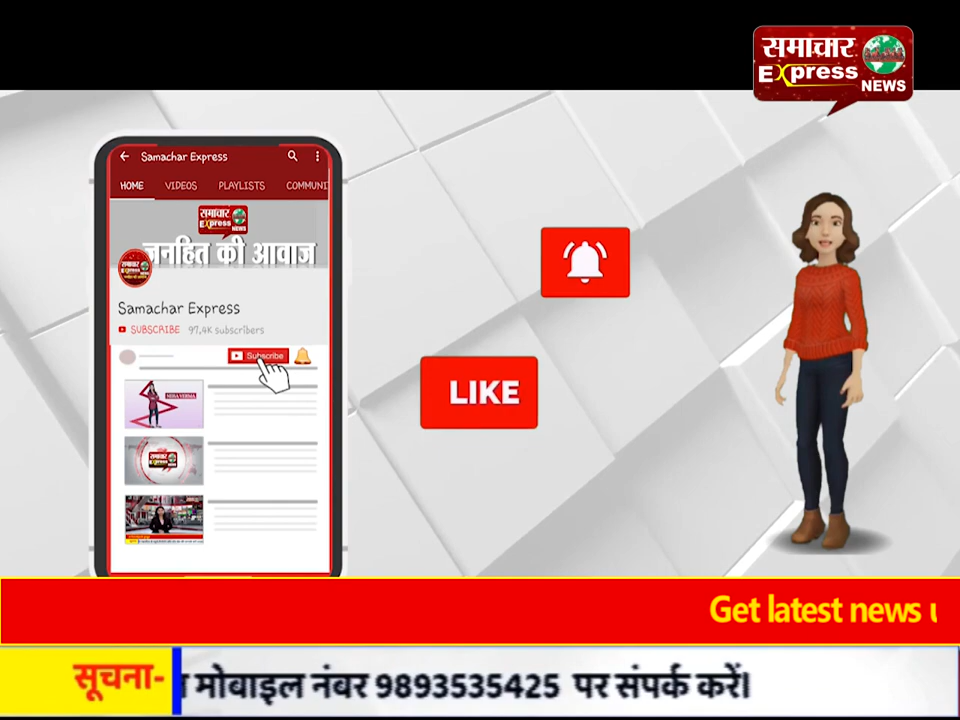 समाचार
Express
NEWS
Samachar Express
HOME VIDEOS PLAYLISTS COMMUNI
समाचार
Express
NEWS
जनहित की आवाज
Samachar Express
SUBSCRIBE 97.4K subscribers
Subscribe
LIKE
Get latest news
सूचना- मोबाइल नंबर 9893535425 पर संपर्क करें।